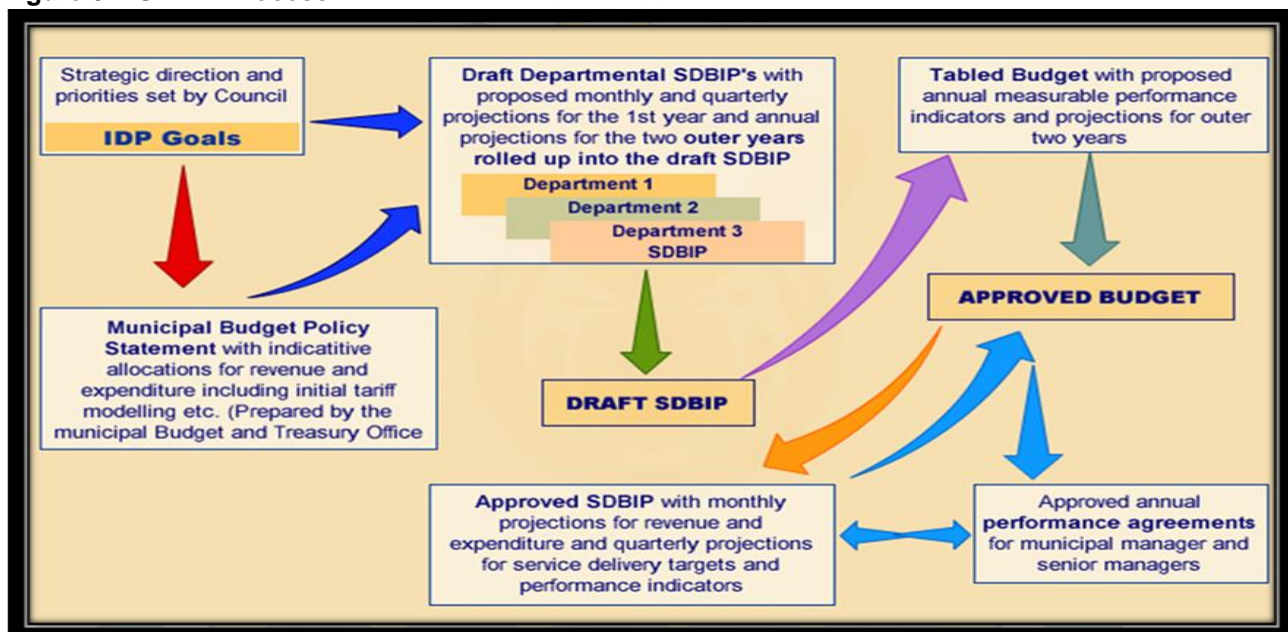 Strategic direction and
priorities set by Council
IDP Goals
Municipal Budget Policy
Statement with indicatitive
allocations for revenue and
expenditure including initial tariff
modelling etc. (Prepared by the
municipal Budget and Treasury Office
Draft Departmental SDBIP's with
proposed monthly and quarterly
projections for the 1st year and annual
projections for the two outer years
rolled up into the draft SDBIP
Department 1
Department 2
Department 3
SDBIP
DRAFT SDBIP
Tabled Budget with proposed
annual measurable performance
indicators and projections for outer
two years
APPROVED BUDGET
Approved SDBIP with monthly
projections for revenue and
expenditure and quarterly projections
for service delivery targets and
performance indicators
Approved annual
performance agreements
for municipal manager and
senior managers